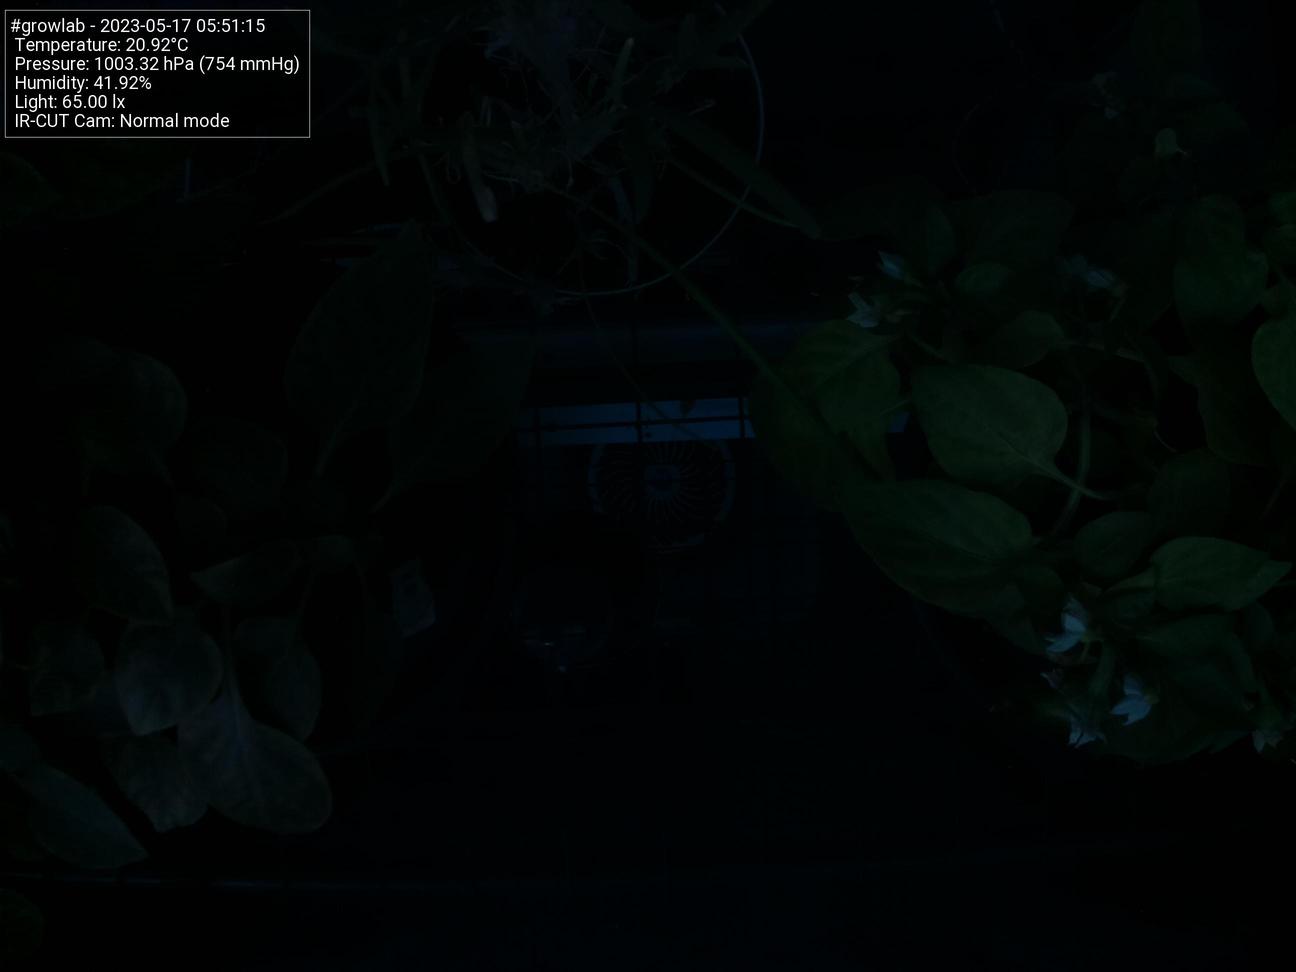 #growlab - 2023-05-17 05:51:15
Temperature: 20.92°C
Pressure: 1003.32 hPa (754 mmHg)
Humidity: 41.92%
Light: 65.00 lx
IR-CUT Cam: Normal mode